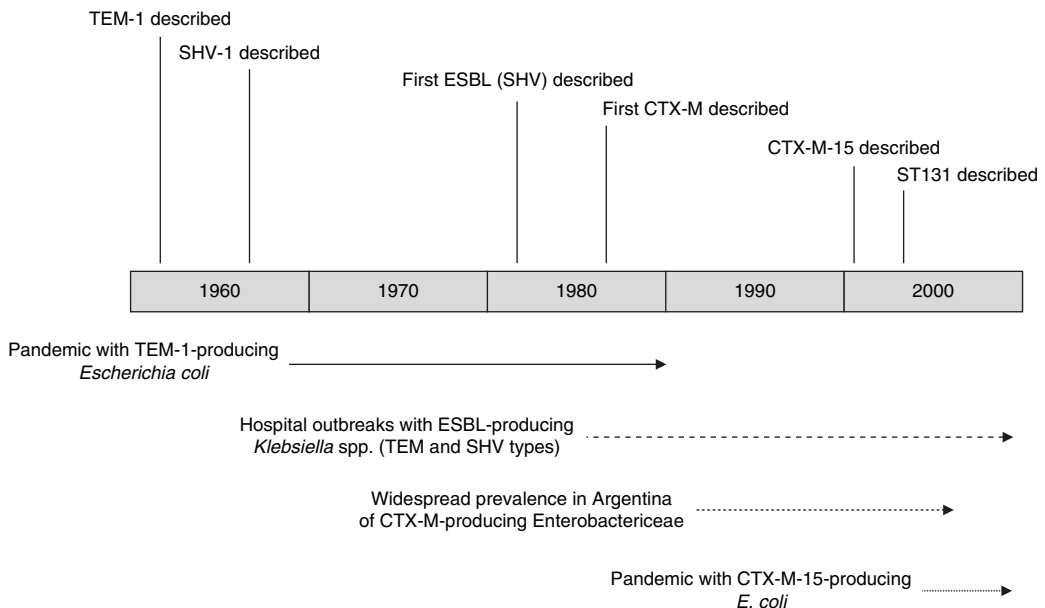 TEM-1 described
SHV-1 described
First ESBL (SHV) described
First CTX-M described
CTX-M-15 described
ST131 described
1960
1970
1980
1990
2000
Pandemic with TEM-1-producing
Escherichia coli
Hospital outbreaks with ESBL-producing
Klebsiella spp. (TEM and SHV types)
Widespread prevalence in Argentina
of CTX-M-producing Enterobactericeae
Pandemic with CTX-M-15-producing
E. coli